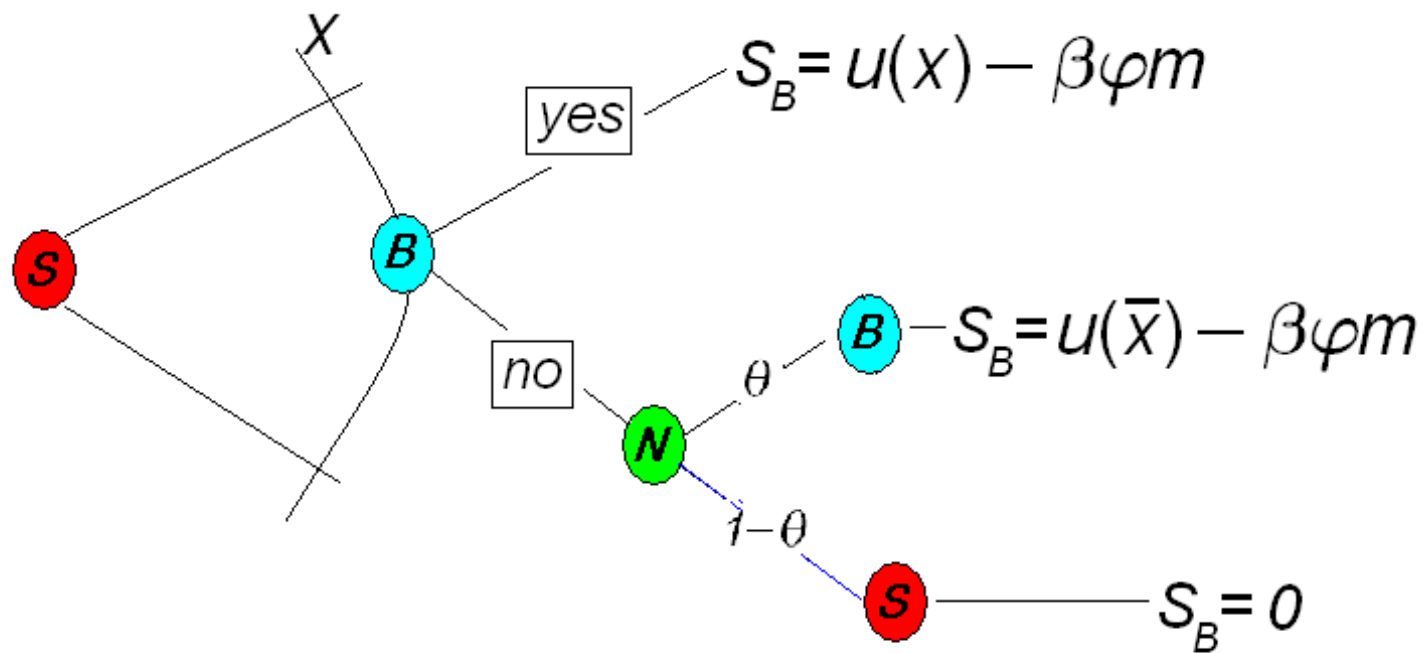 X
S_B = u(x) − βφm
yes
B
S
B
S_B = u(x̄) − βφm
no
θ
N
1−θ
S
S_B = 0